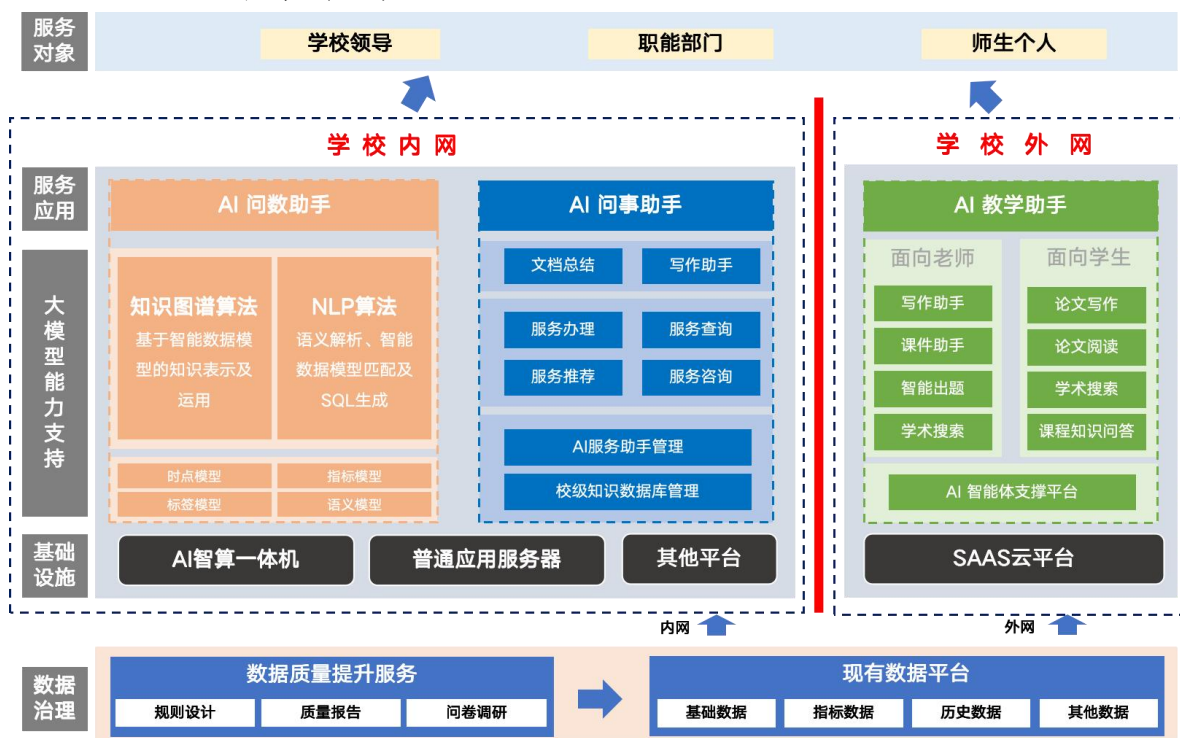 服务
对象
学校领导
职能部门
师生个人
学校内网
学校外网
服务
应用
AI 问数助手
AI 问事助手
AI 教学助手
大
模
型
能
力
支
持
知识图谱算法
基于智能数据模
型的知识表示及
运用
NLP算法
语义解析、智能
数据模型匹配及
SQL生成
时点模型
指标模型
标签模型
语义模型
文档总结
写作助手
服务办理
服务查询
服务推荐
服务咨询
AI服务助手管理
校级知识数据库管理
面向老师
写作助手
课件助手
智能出题
学术搜索
面向学生
论文写作
论文阅读
学术搜索
课程知识问答
AI 智能体支撑平台
基础
设施
AI智算一体机
普通应用服务器
其他平台
SAAS云平台
内网
外网
数据
治理
数据质量提升服务
规则设计
质量报告
问卷调研
现有数据平台
基础数据
指标数据
历史数据
其他数据